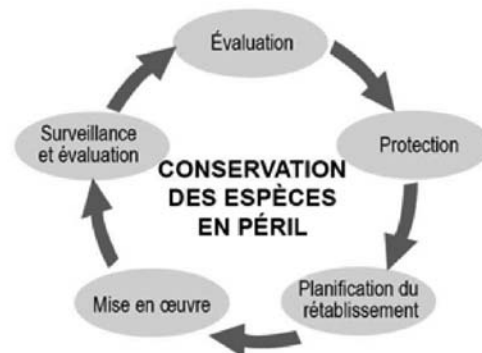 Évaluation
Protection
Planification du
rétablissement
Mise en œuvre
Surveillance
et évaluation
CONSERVATION
DES ESPÈCES
EN PÉRIL